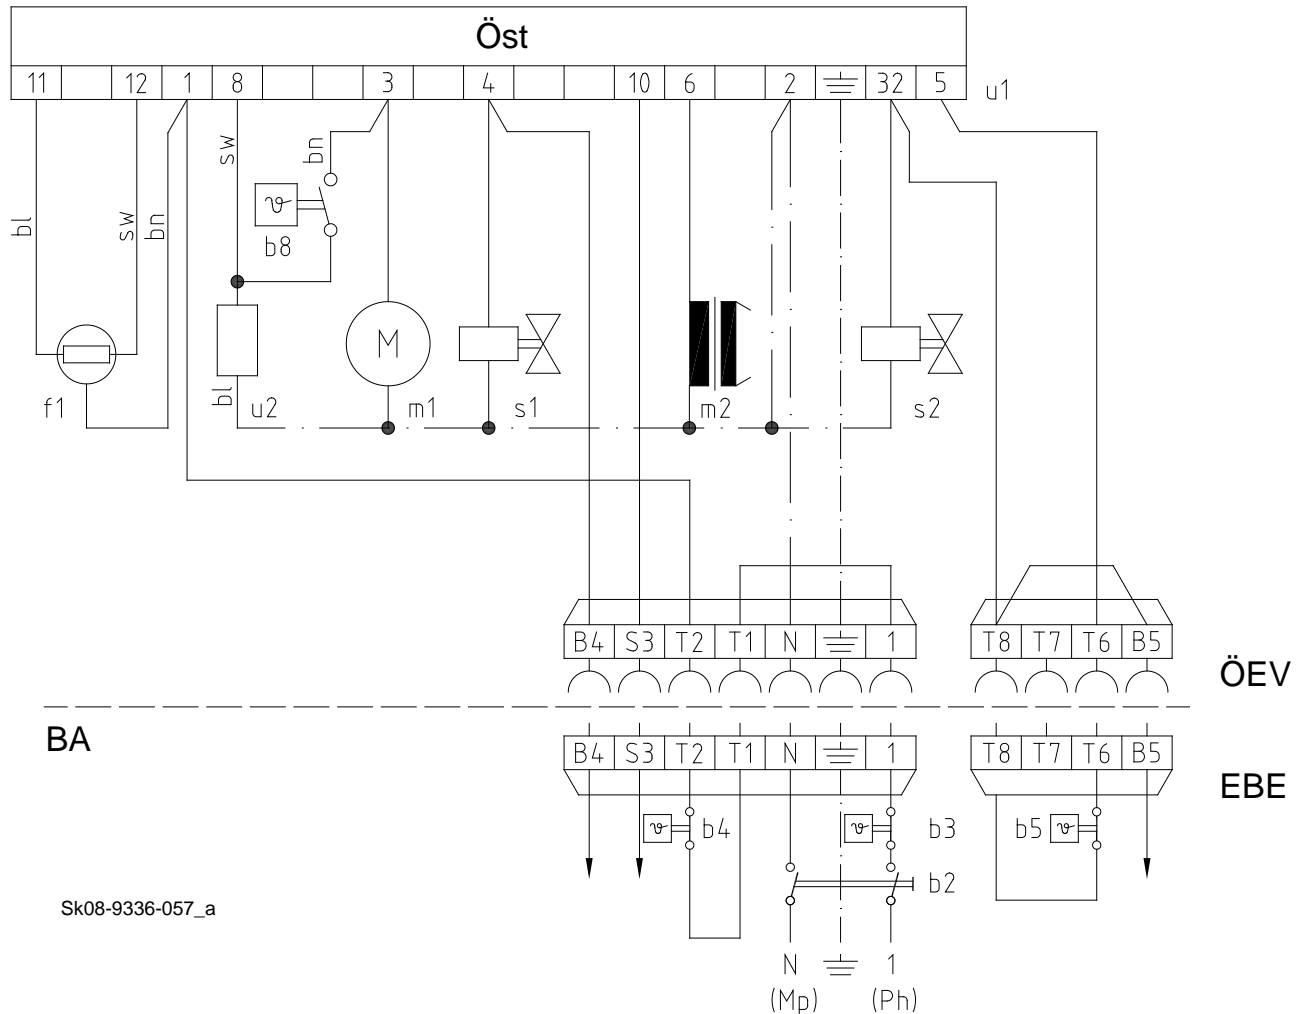 Öst
11 12 1 8 3 4 10 6 2 32 5 u1
bl sw bn sw bn
b8
M
f1 bl u2 m1 s1 m2 s2
B4 S3 T2 T1 N 1 T8 T7 T6 B5
ÖEV
BA
B4 S3 T2 T1 N 1 T8 T7 T6 B5
EBE
ϑ b4 ϑ b3 b5 ϑ
b2
Sk08-9336-057_a
N 1
(Mp) (Ph)